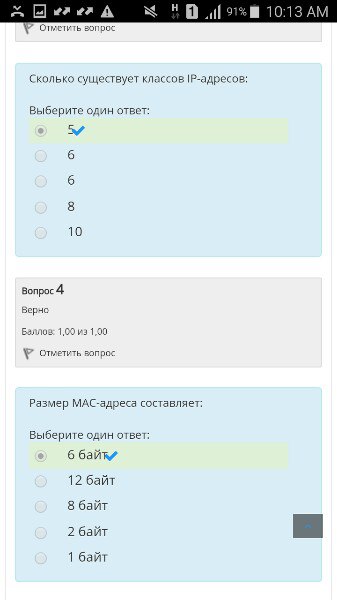 H 1 91% 10:13 AM
Отметить вопрос
Сколько существует классов IP-адресов:
Выберите один ответ:
5
6
6
8
10
Вопрос 4
Верно
Баллов: 1,00 из 1,00
Отметить вопрос
Размер MAC-адреса составляет:
Выберите один ответ:
6 байт
12 байт
8 байт
2 байт
1 байт